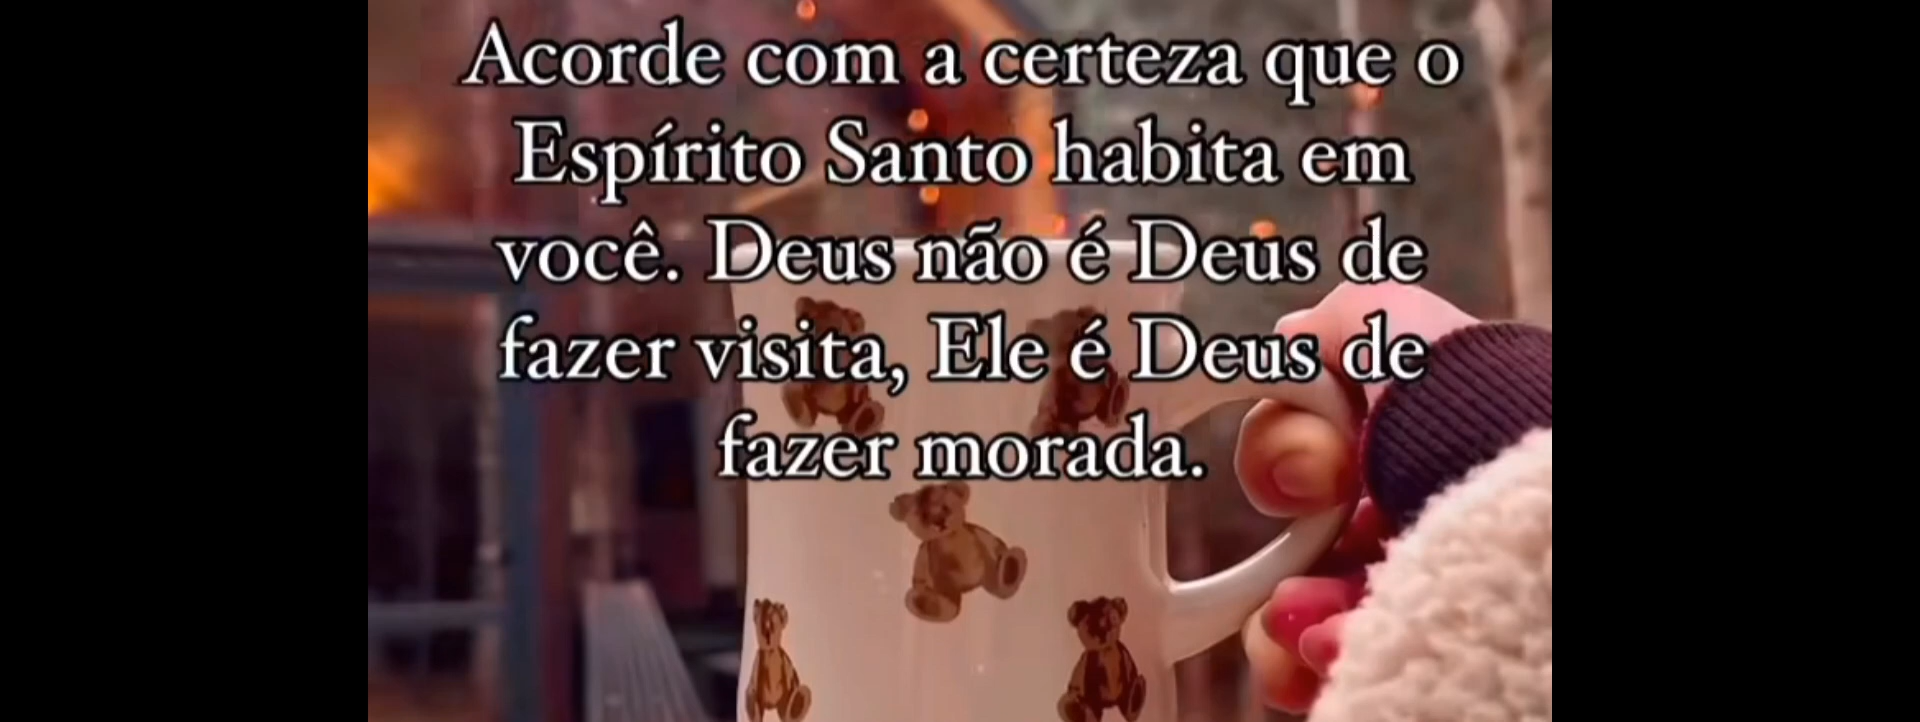 Acorde com a certeza que o
Espírito Santo habita em
você. Deus não é Deus de
fazer visita, Ele é Deus de
fazer morada.